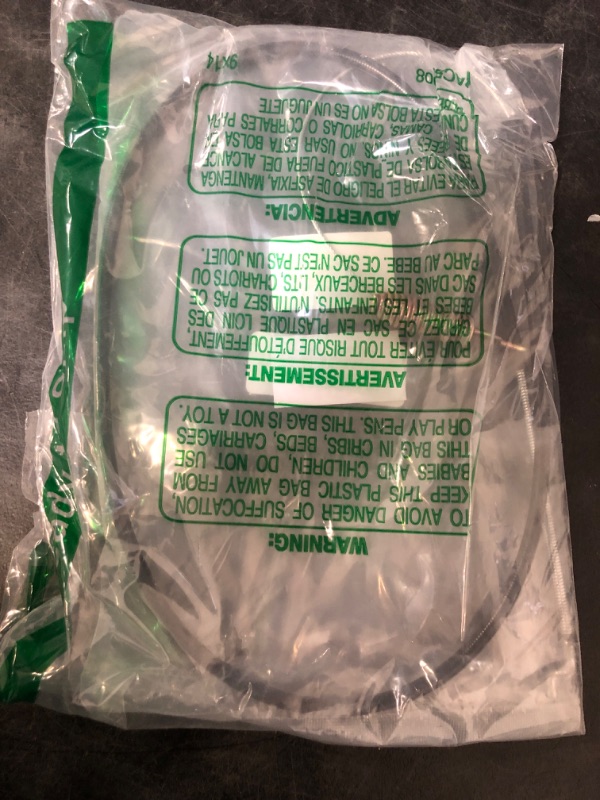 WARNING:
TO AVOID DANGER OF SUFFOCATION,
KEEP THIS PLASTIC BAG AWAY FROM
BABIES AND CHILDREN, DO NOT USE
THIS BAG IN CRIBS, BEDS, CARRIAGES
OR PLAY PENS. THIS BAG IS NOT A TOY.
AVERTISSEMENT:
POUR ÉVITER TOUT RISQUE D'ÉTOUFFEMENT,
GARDEZ CE SAC EN PLASTIQUE LOIN DES
BÉBÉS ET LES ENFANTS. N'UTILISEZ PAS CE
SAC DANS LES BERCEAUX, LITS, CHARIOTS OU
PARC AU BEBE. CE SAC N'EST PAS UN JOUET.
ADVERTENCIA:
PARA EVITAR EL PELIGRO DE ASFIXIA, MANTENGA
BOLSA DE PLASTICO FUERA DEL ALCANCE
DE NO USAR ESTA BOLSA EN
CUNAS, CAMAS, CARRIOLAS O CORRALES PARA
ESTA BOLSA NO ES UN JUGUETE
9X14